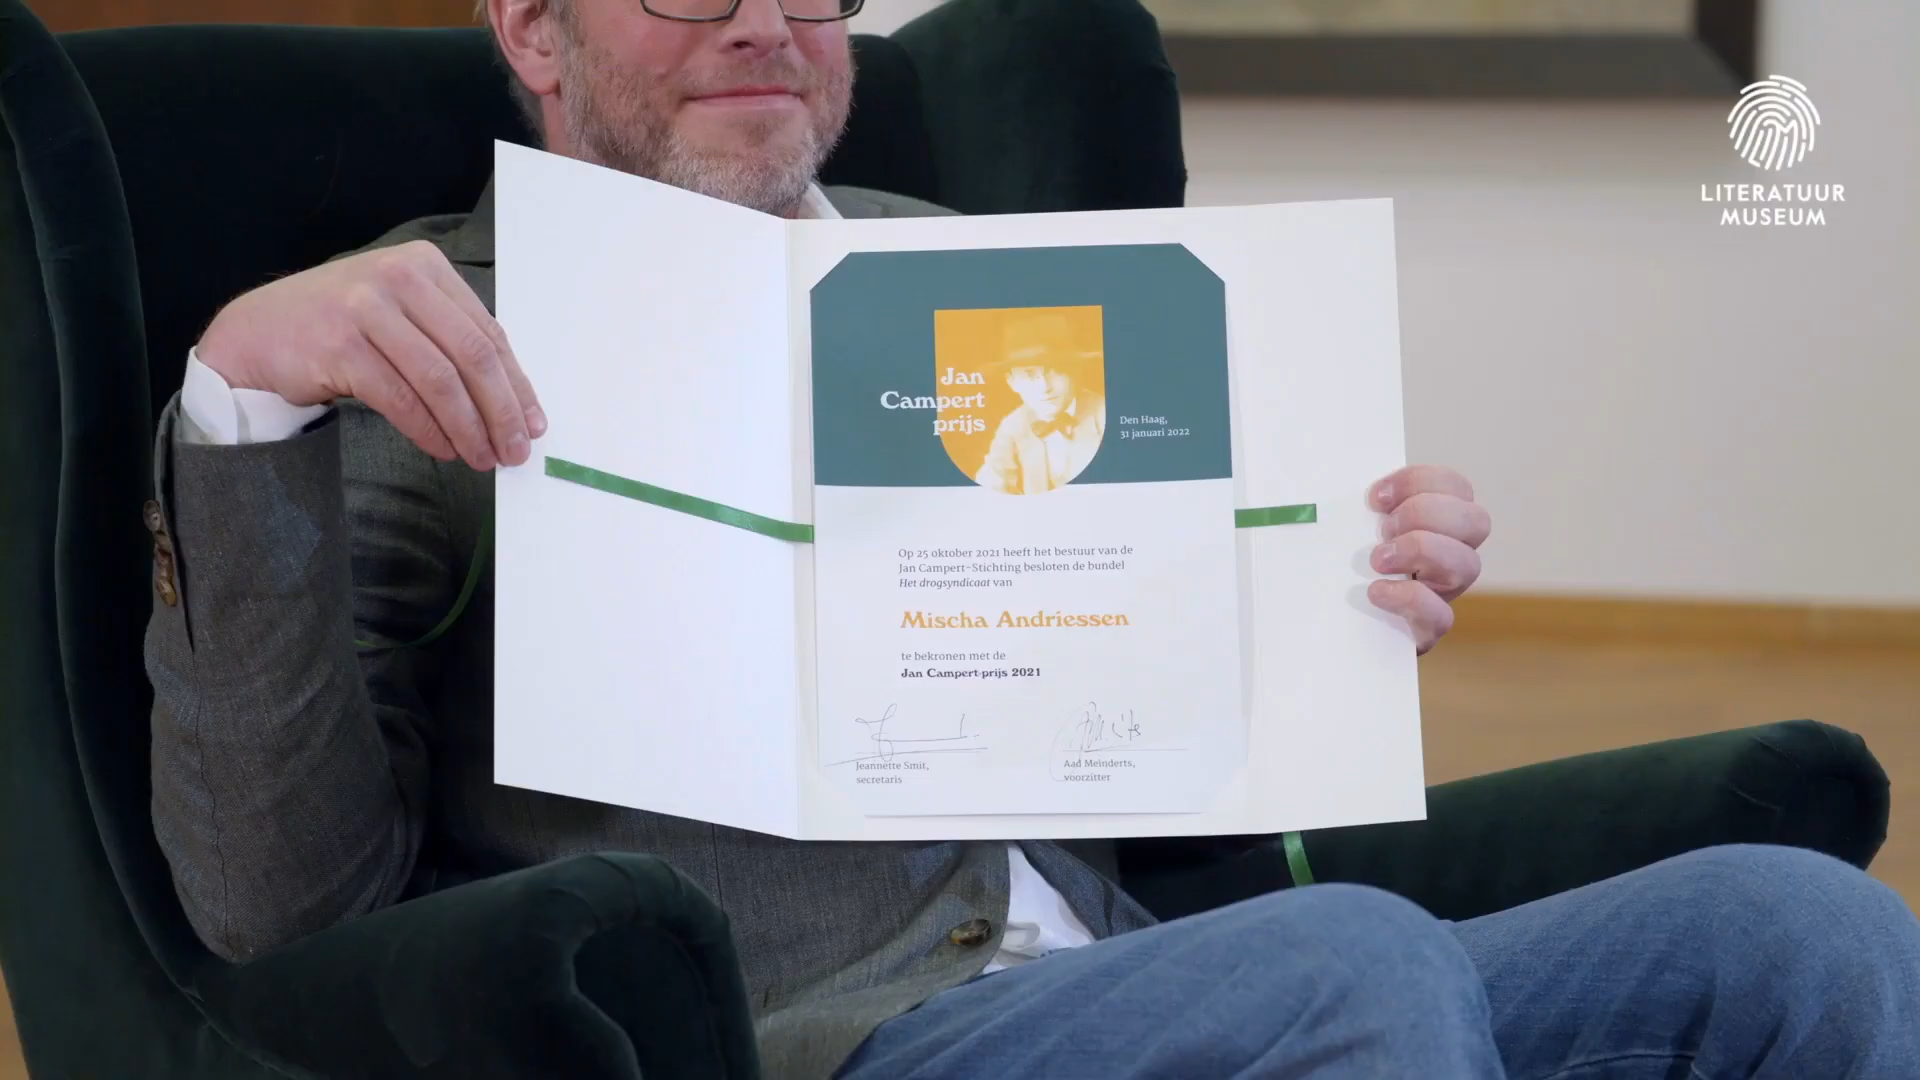 LITERATUUR
MUSEUM
Jan
Campert
prijs
Den Haag,
31 januari 2022
Op 25 oktober 2021 heeft het bestuur van de
Jan Campert-Stichting besloten de bundel
Het drogsyndicaat van
Mischa Andriessen
te bekronen met de
Jan Campert-prijs 2021
Jeannette Smit,
secretaris
Aad Meinderts,
voorzitter